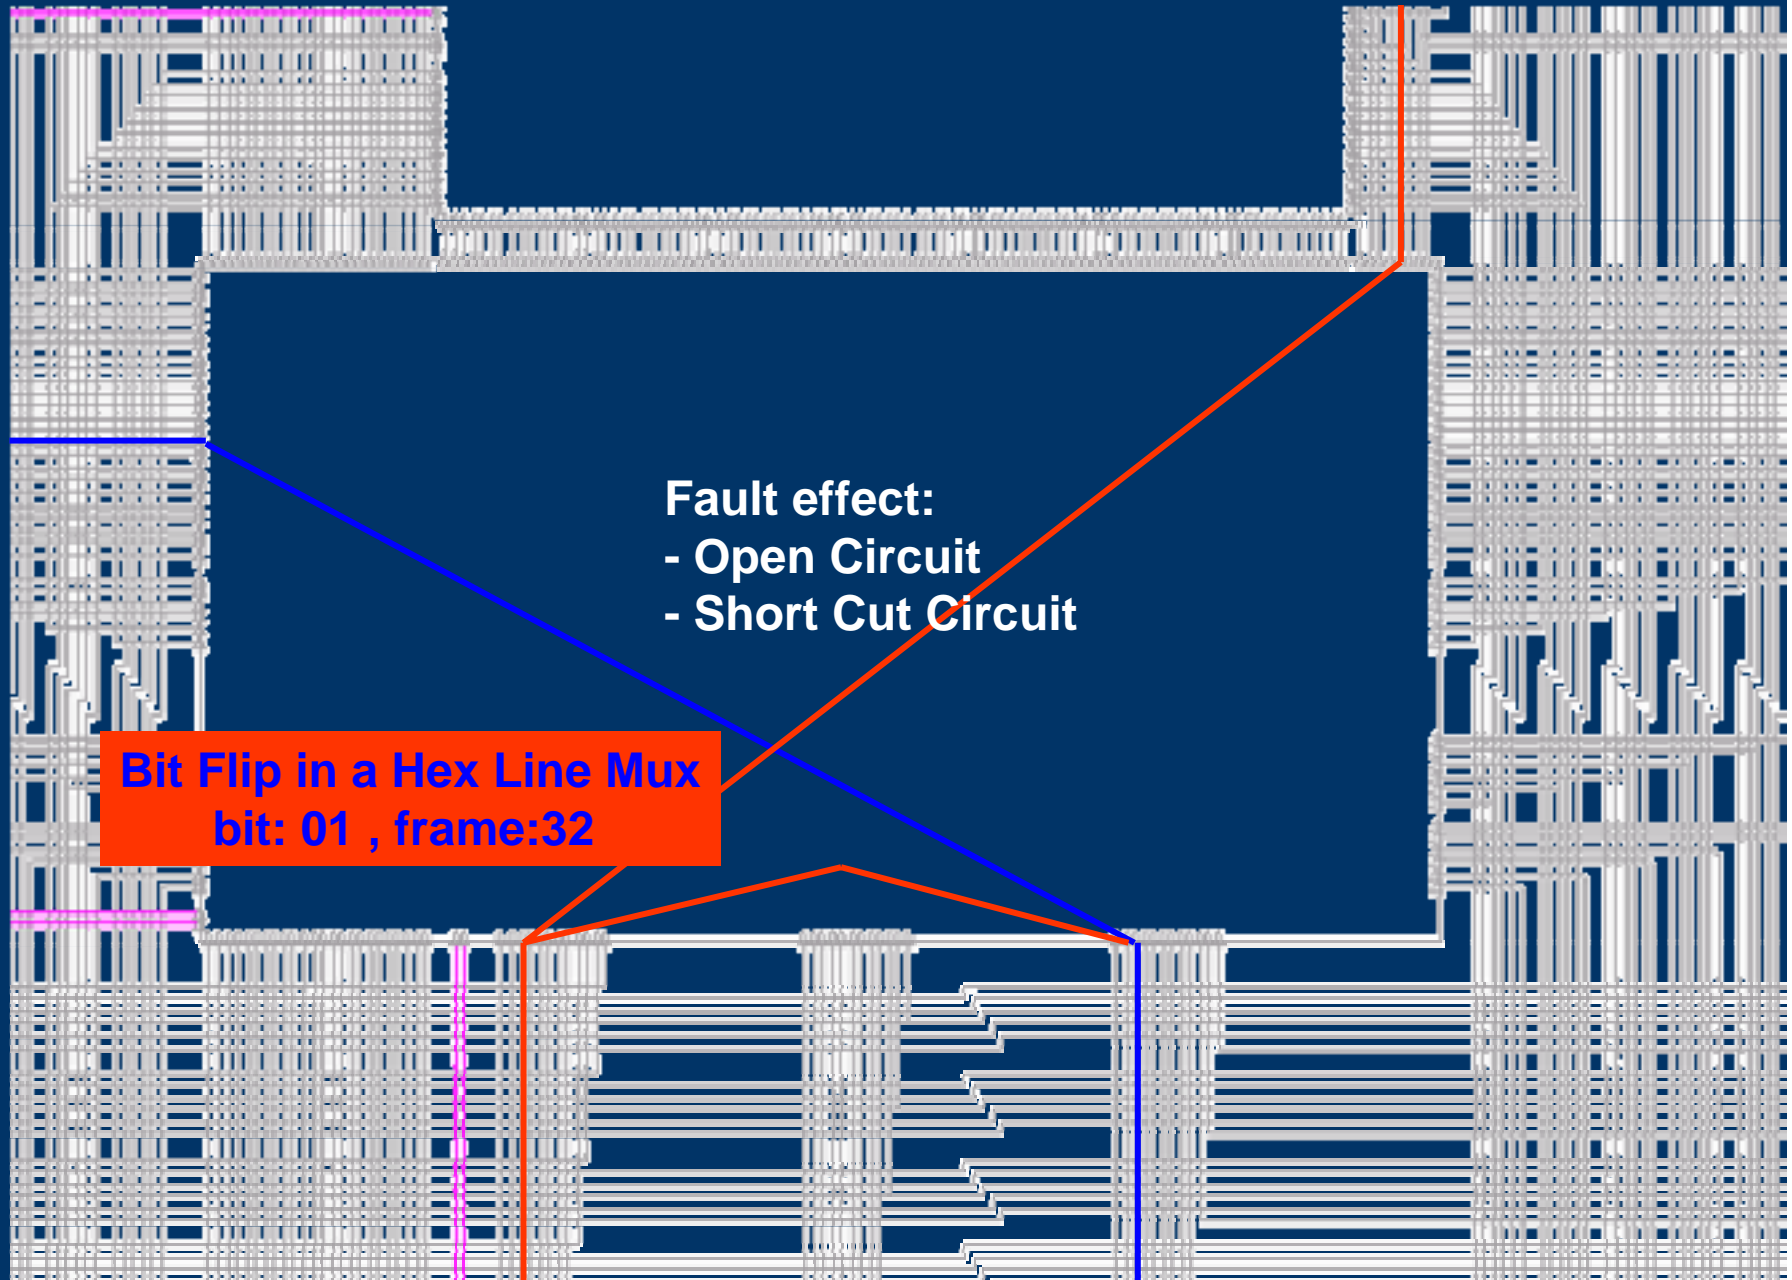 Fault effect:
- Open Circuit
- Short Cut Circuit
Bit Flip in a Hex Line Mux
bit: 01 , frame:32